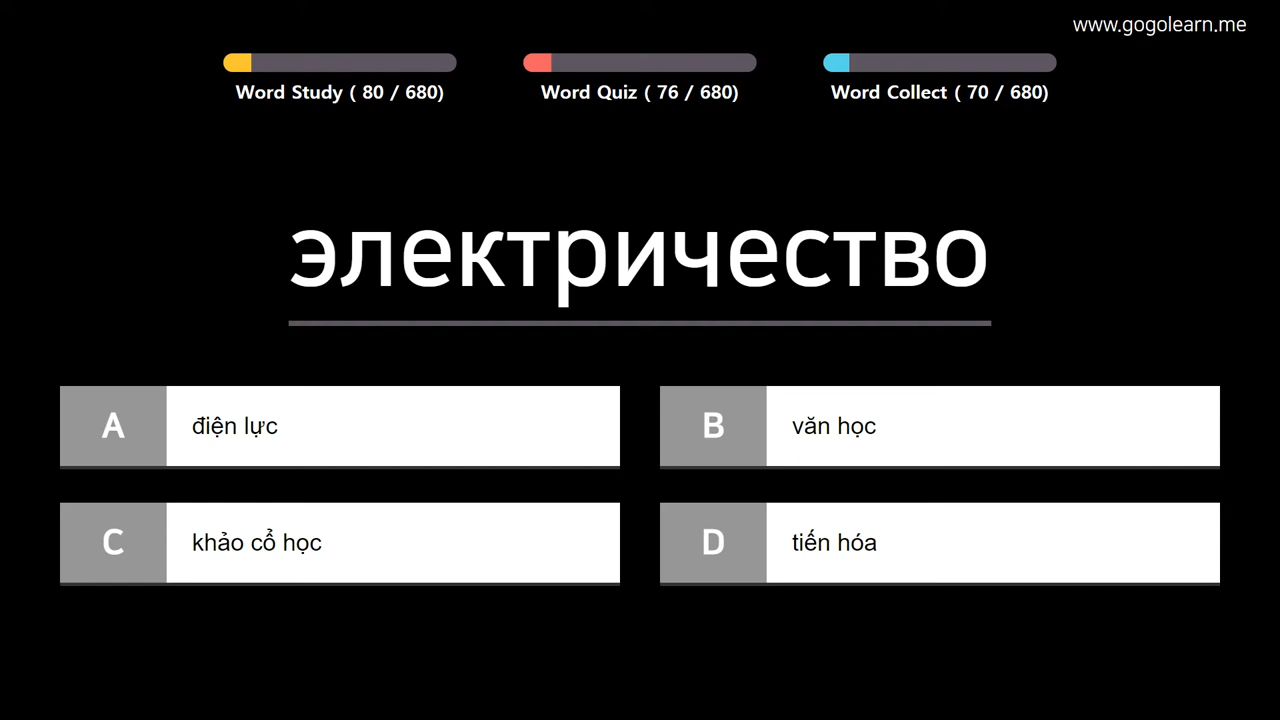 www.gogolearn.me
Word Study ( 80 / 680)
Word Quiz ( 76 / 680)
Word Collect ( 70 / 680)
электричество
A điện lực
B văn học
C khảo cổ học
D tiến hóa